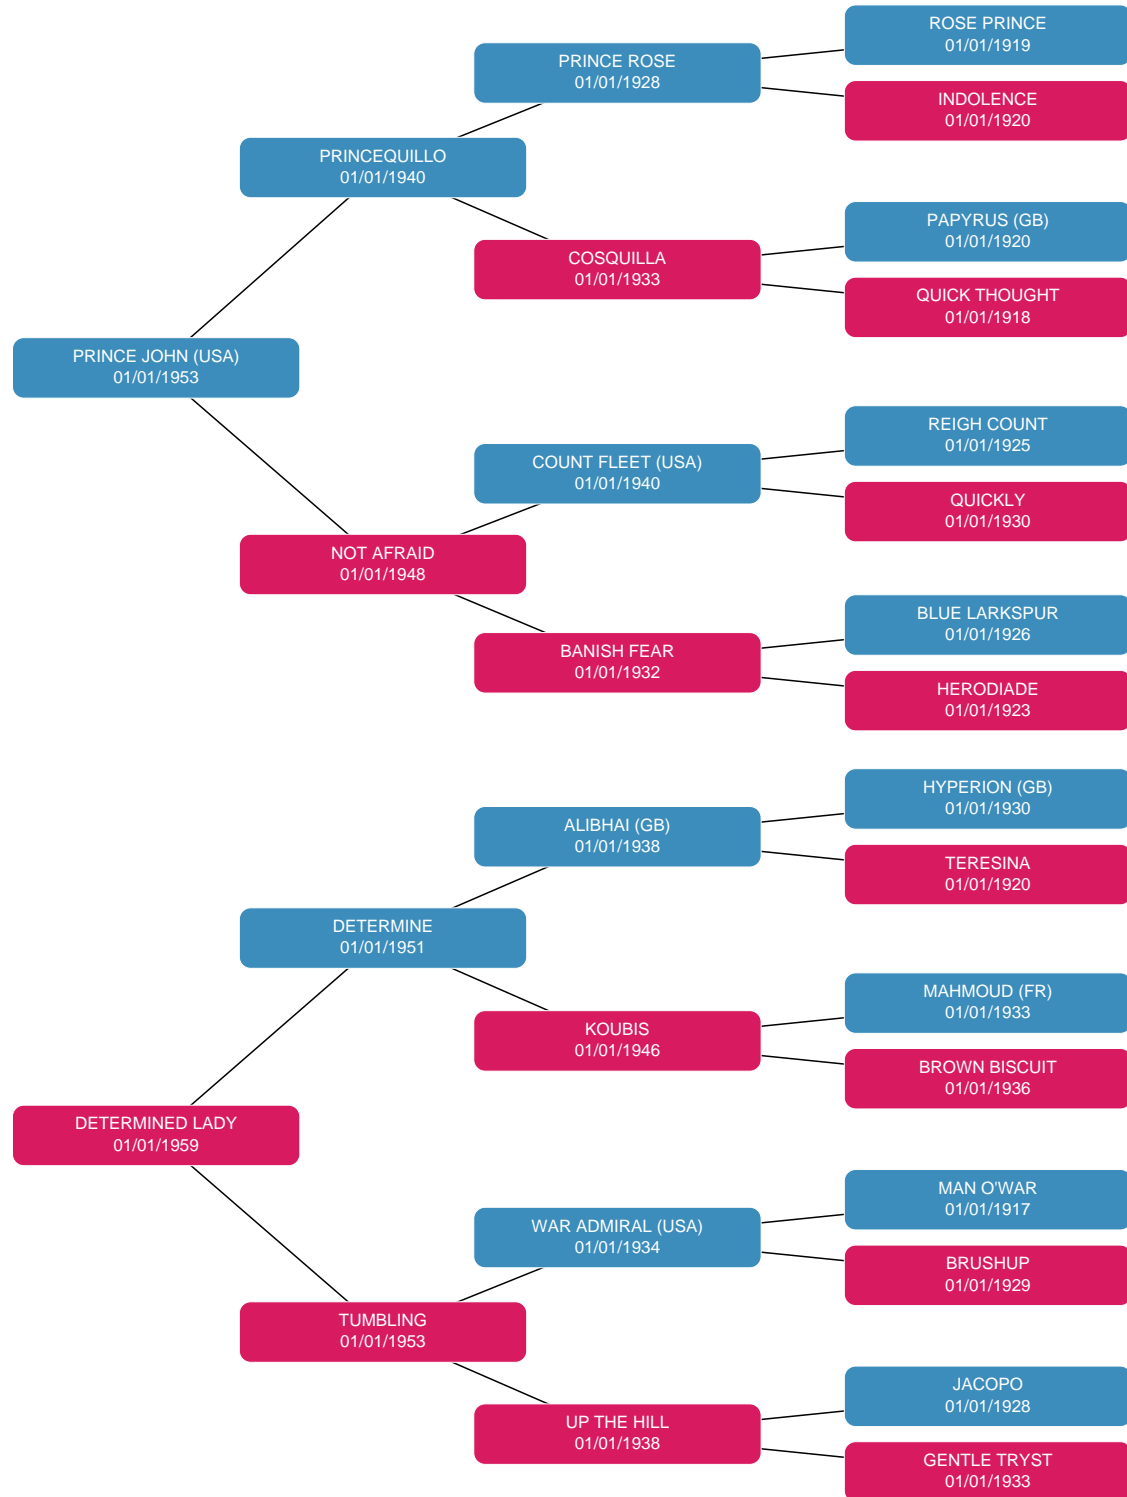 ROSE PRINCE
01/01/1919
PRINCE ROSE
01/01/1928
INDOLENCE
01/01/1920
PRINCEQUILLO
01/01/1940
PAPYRUS (GB)
01/01/1920
COSQUILLA
01/01/1933
QUICK THOUGHT
01/01/1918
PRINCE JOHN (USA)
01/01/1953
REIGH COUNT
01/01/1925
COUNT FLEET (USA)
01/01/1940
QUICKLY
01/01/1930
NOT AFRAID
01/01/1948
BLUE LARKSPUR
01/01/1926
BANISH FEAR
01/01/1932
HERODIADE
01/01/1923
HYPERION (GB)
01/01/1930
ALIBHAI (GB)
01/01/1938
TERESINA
01/01/1920
DETERMINE
01/01/1951
MAHMOUD (FR)
01/01/1933
KOUBIS
01/01/1946
BROWN BISCUIT
01/01/1936
DETERMINED LADY
01/01/1959
MAN O'WAR
01/01/1917
WAR ADMIRAL (USA)
01/01/1934
BRUSHUP
01/01/1929
TUMBLING
01/01/1953
JACOPO
01/01/1928
UP THE HILL
01/01/1938
GENTLE TRYST
01/01/1933